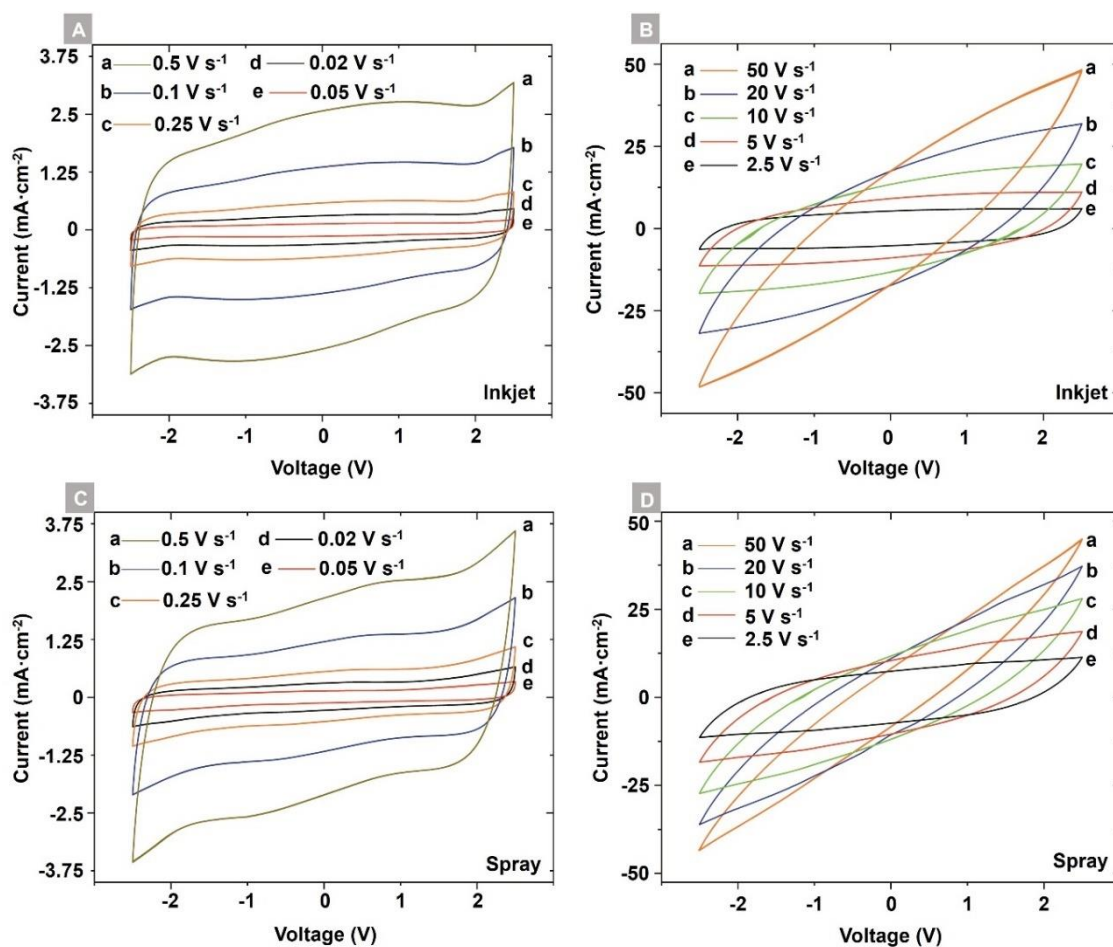 A
3.75
2.5
1.25
0
-1.25
-2.5
-3.75
Current (mA·cm-2)
a 0.5 V s-1 d 0.02 V s-1
b 0.1 V s-1 e 0.05 V s-1
c 0.25 V s-1
a
b
c
d
e
Inkjet
-2 -1 0 1 2
Voltage (V)
B
50
25
0
-25
-50
Current (mA·cm-2)
a 50 V s-1
b 20 V s-1
c 10 V s-1
d 5 V s-1
e 2.5 V s-1
a
b
c
d
e
Inkjet
-2 -1 0 1 2
Voltage (V)
C
3.75
2.5
1.25
0
-1.25
-2.5
-3.75
Current (mA·cm-2)
a 0.5 V s-1 d 0.02 V s-1
b 0.1 V s-1 e 0.05 V s-1
c 0.25 V s-1
a
b
c
d
e
Spray
-2 -1 0 1 2
Voltage (V)
D
50
25
0
-25
-50
Current (mA·cm-2)
a 50 V s-1
b 20 V s-1
c 10 V s-1
d 5 V s-1
e 2.5 V s-1
a
b
c
d
e
Spray
-2 -1 0 1 2
Voltage (V)